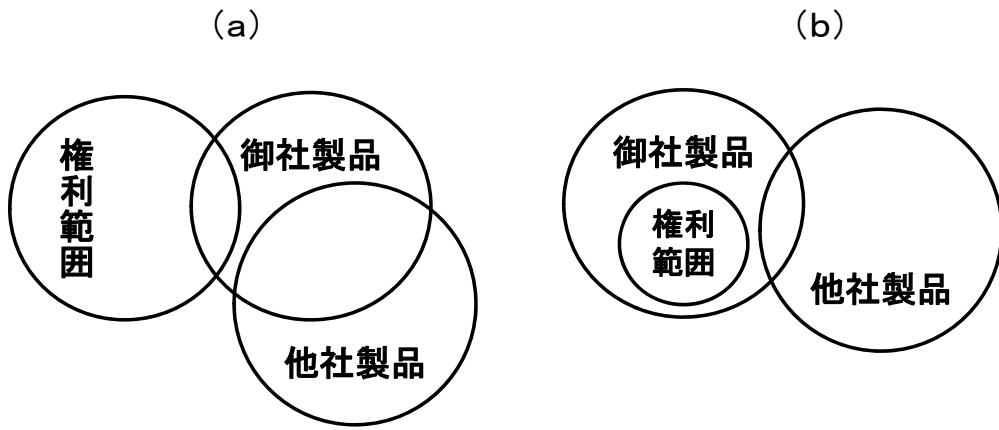 （a）
権利範囲
御社製品
他社製品
（b）
御社製品
権利
範囲
他社製品